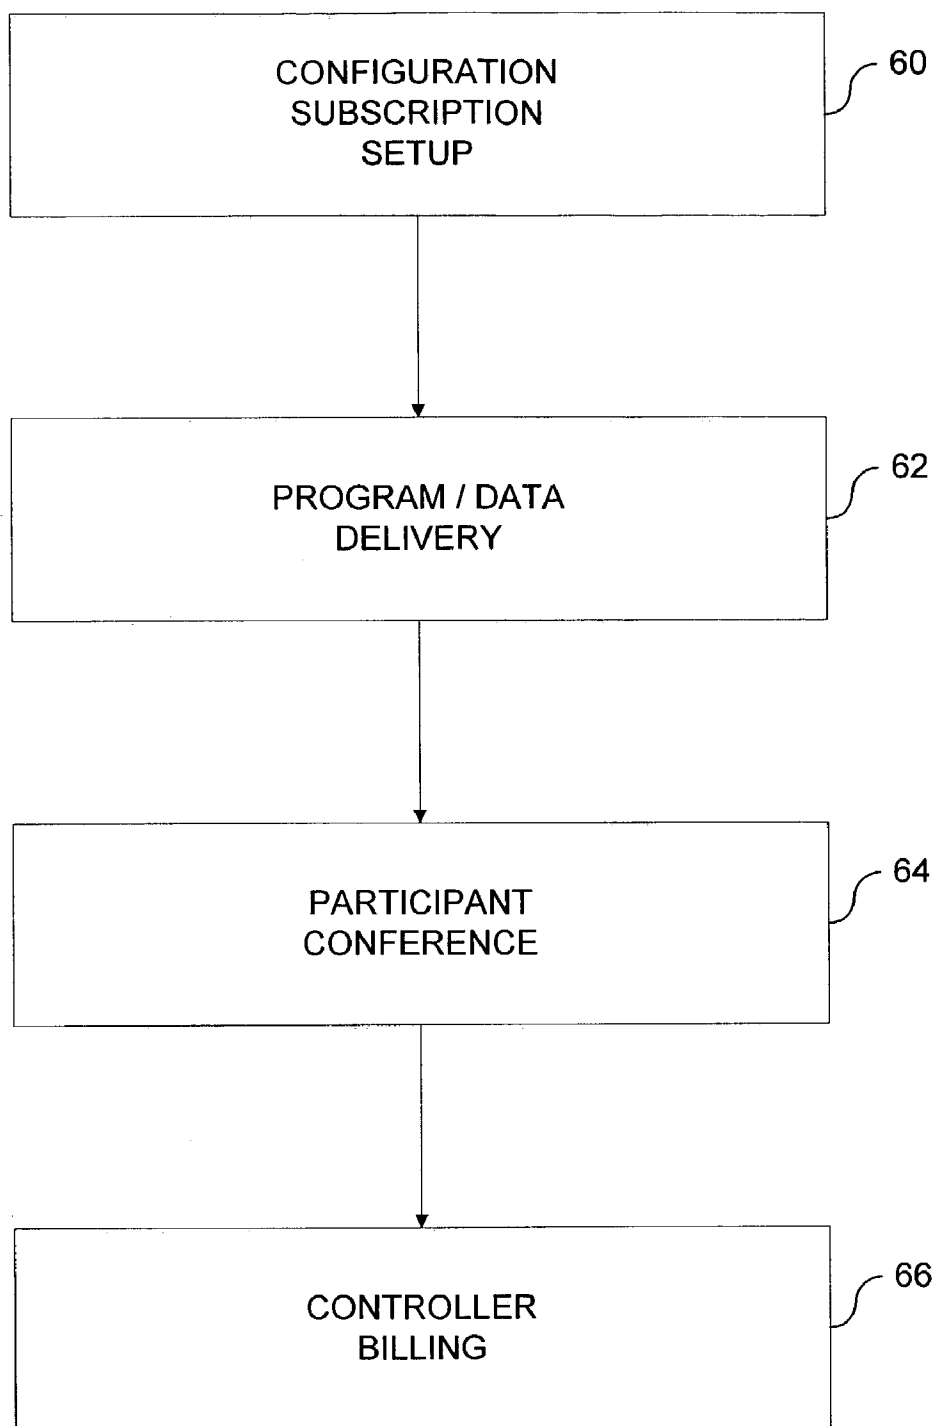 CONFIGURATION
SUBSCRIPTION
SETUP
60
PROGRAM / DATA
DELIVERY
62
PARTICIPANT
CONFERENCE
64
CONTROLLER
BILLING
66